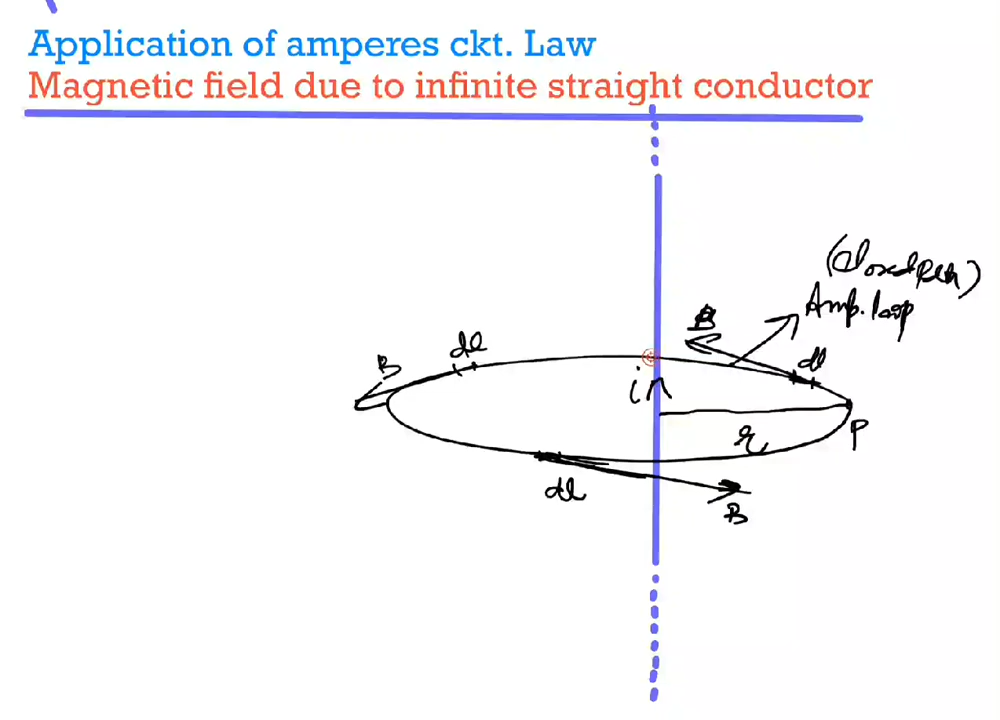 Application of amperes ckt. Law
Magnetic field due to infinite straight conductor
(Closed path)
Amp. loop
B
dl
B
dl
i
r
P
dl
B